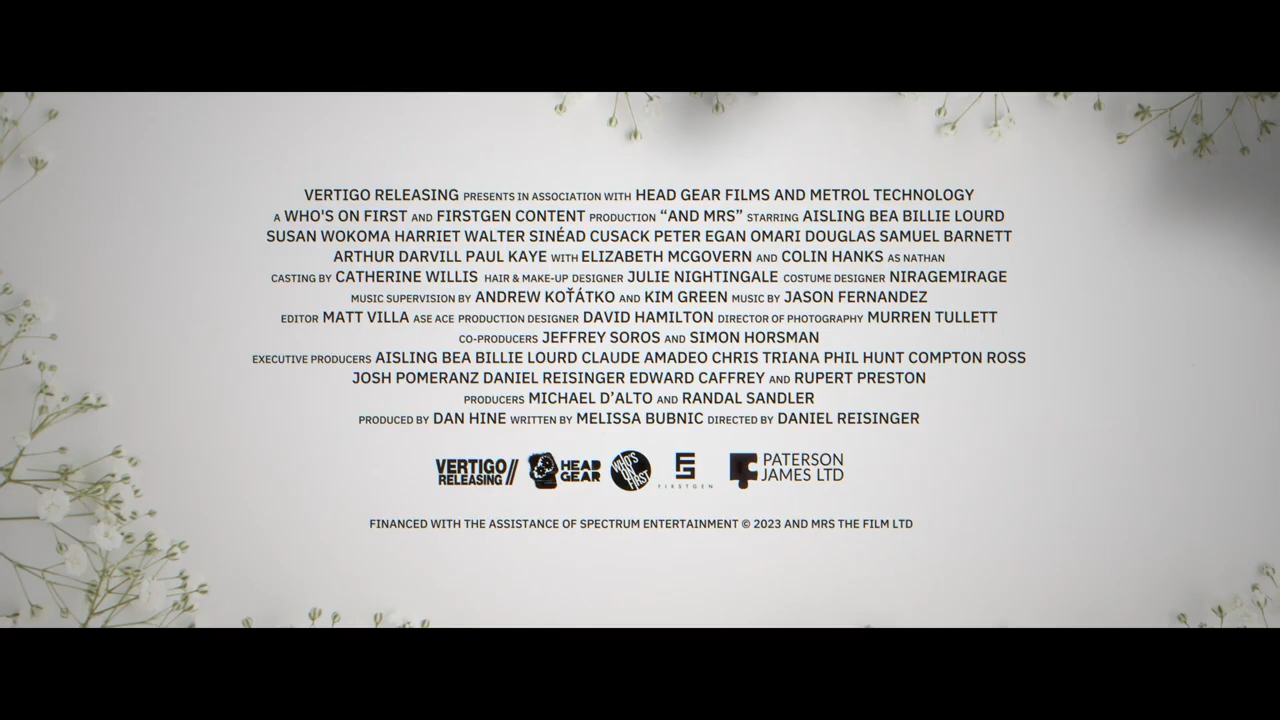 VERTIGO RELEASING PRESENTS IN ASSOCIATION WITH HEAD GEAR FILMS AND METROL TECHNOLOGY
A WHO'S ON FIRST AND FIRSTGEN CONTENT PRODUCTION “AND MRS” STARRING AISLING BEA BILLIE LOURD
SUSAN WOKOMA HARRIET WALTER SINÉAD CUSACK PETER EGAN OMARI DOUGLAS SAMUEL BARNETT
ARTHUR DARVILL PAUL KAYE WITH ELIZABETH MCGOVERN AND COLIN HANKS AS NATHAN
CASTING BY CATHERINE WILLIS HAIR & MAKE-UP DESIGNER JULIE NIGHTINGALE COSTUME DESIGNER NIRAGEMIRAGE
MUSIC SUPERVISION BY ANDREW KOŤÁTKO AND KIM GREEN MUSIC BY JASON FERNANDEZ
EDITOR MATT VILLA ASE ACE PRODUCTION DESIGNER DAVID HAMILTON DIRECTOR OF PHOTOGRAPHY MURREN TULLETT
CO-PRODUCERS JEFFREY SOROS AND SIMON HORSMAN
EXECUTIVE PRODUCERS AISLING BEA BILLIE LOURD CLAUDE AMADEO CHRIS TRIANA PHIL HUNT COMPTON ROSS
JOSH POMERANZ DANIEL REISINGER EDWARD CAFFREY AND RUPERT PRESTON
PRODUCERS MICHAEL D’ALTO AND RANDAL SANDLER
PRODUCED BY DAN HINE WRITTEN BY MELISSA BUBNIC DIRECTED BY DANIEL REISINGER
VERTIGO RELEASING//
HEAD GEAR
WHO'S ON FIRST
FIRSTGEN
PATERSON JAMES LTD
FINANCED WITH THE ASSISTANCE OF SPECTRUM ENTERTAINMENT © 2023 AND MRS THE FILM LTD